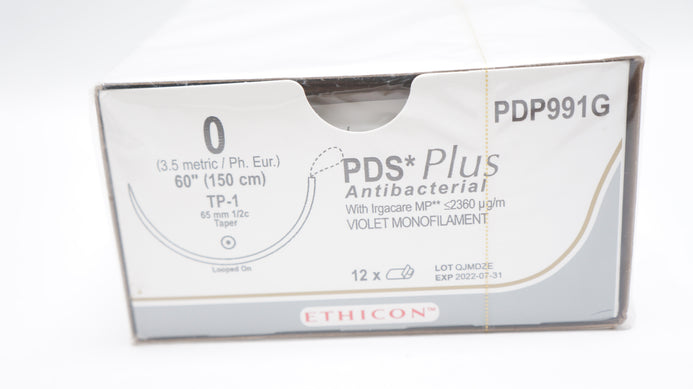 0
(3.5 metric / Ph. Eur.)
60" (150 cm)
TP-1
65 mm 1/2c
Taper
Looped On
PDP991G
PDS* Plus
Antibacterial
With Irgacare MP** ≤2360 µg/m
VIOLET MONOFILAMENT
12 x
LOT QJMDZE
EXP 2022-07-31
ETHICON™